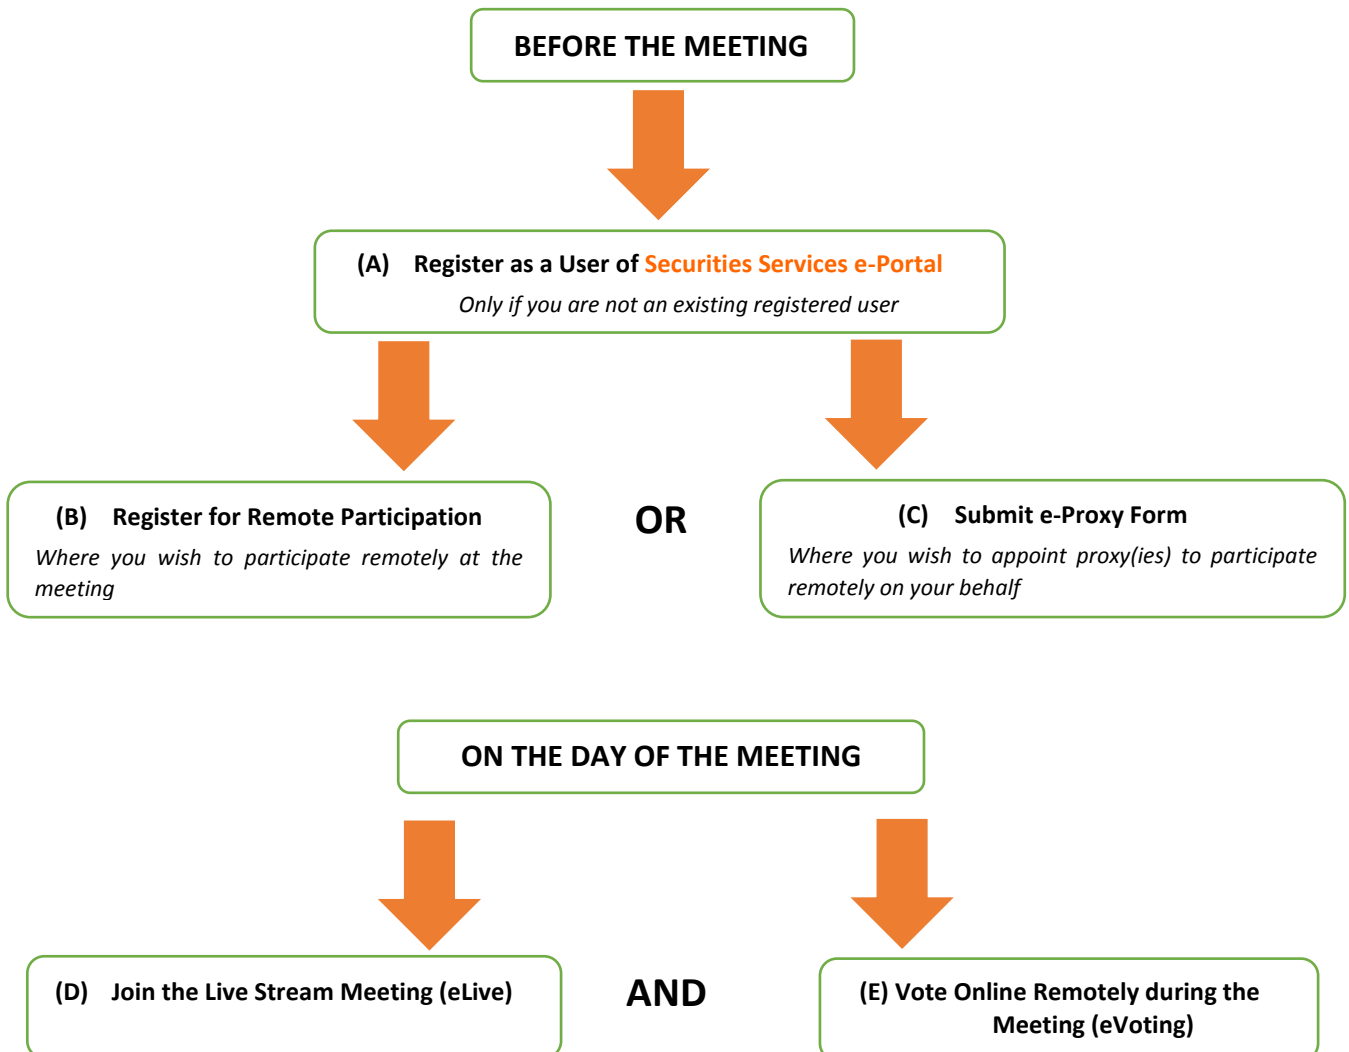 BEFORE THE MEETING
(A) Register as a User of Securities Services e-Portal
Only if you are not an existing registered user
(B) Register for Remote Participation
Where you wish to participate remotely at the
meeting
OR
(C) Submit e-Proxy Form
Where you wish to appoint proxy(ies) to participate
remotely on your behalf
ON THE DAY OF THE MEETING
(D) Join the Live Stream Meeting (eLive)
AND
(E) Vote Online Remotely during the
Meeting (eVoting)